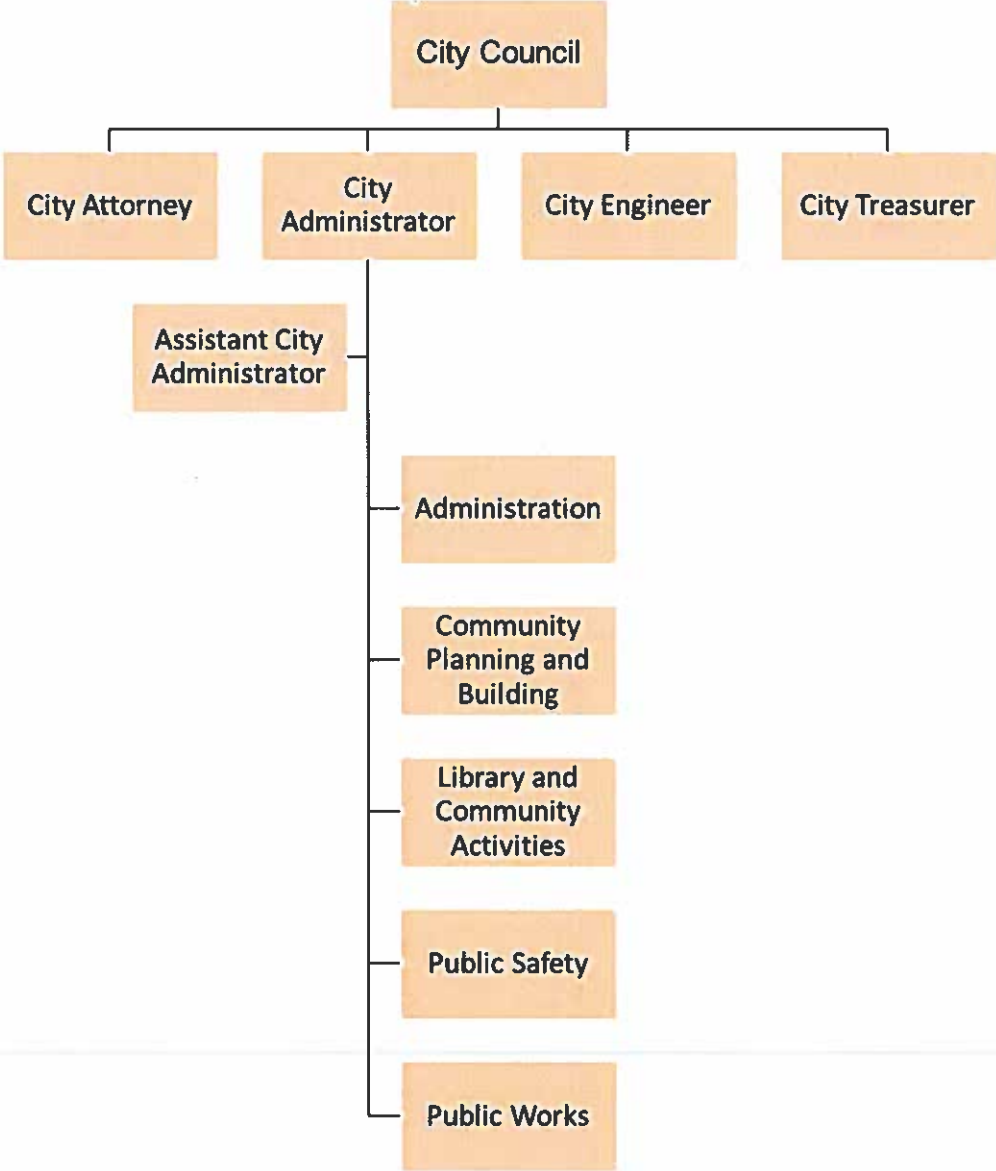 City Council
City Attorney
City
Administrator
City Engineer
City Treasurer
Assistant City
Administrator
Administration
Community
Planning and
Building
Library and
Community
Activities
Public Safety
Public Works